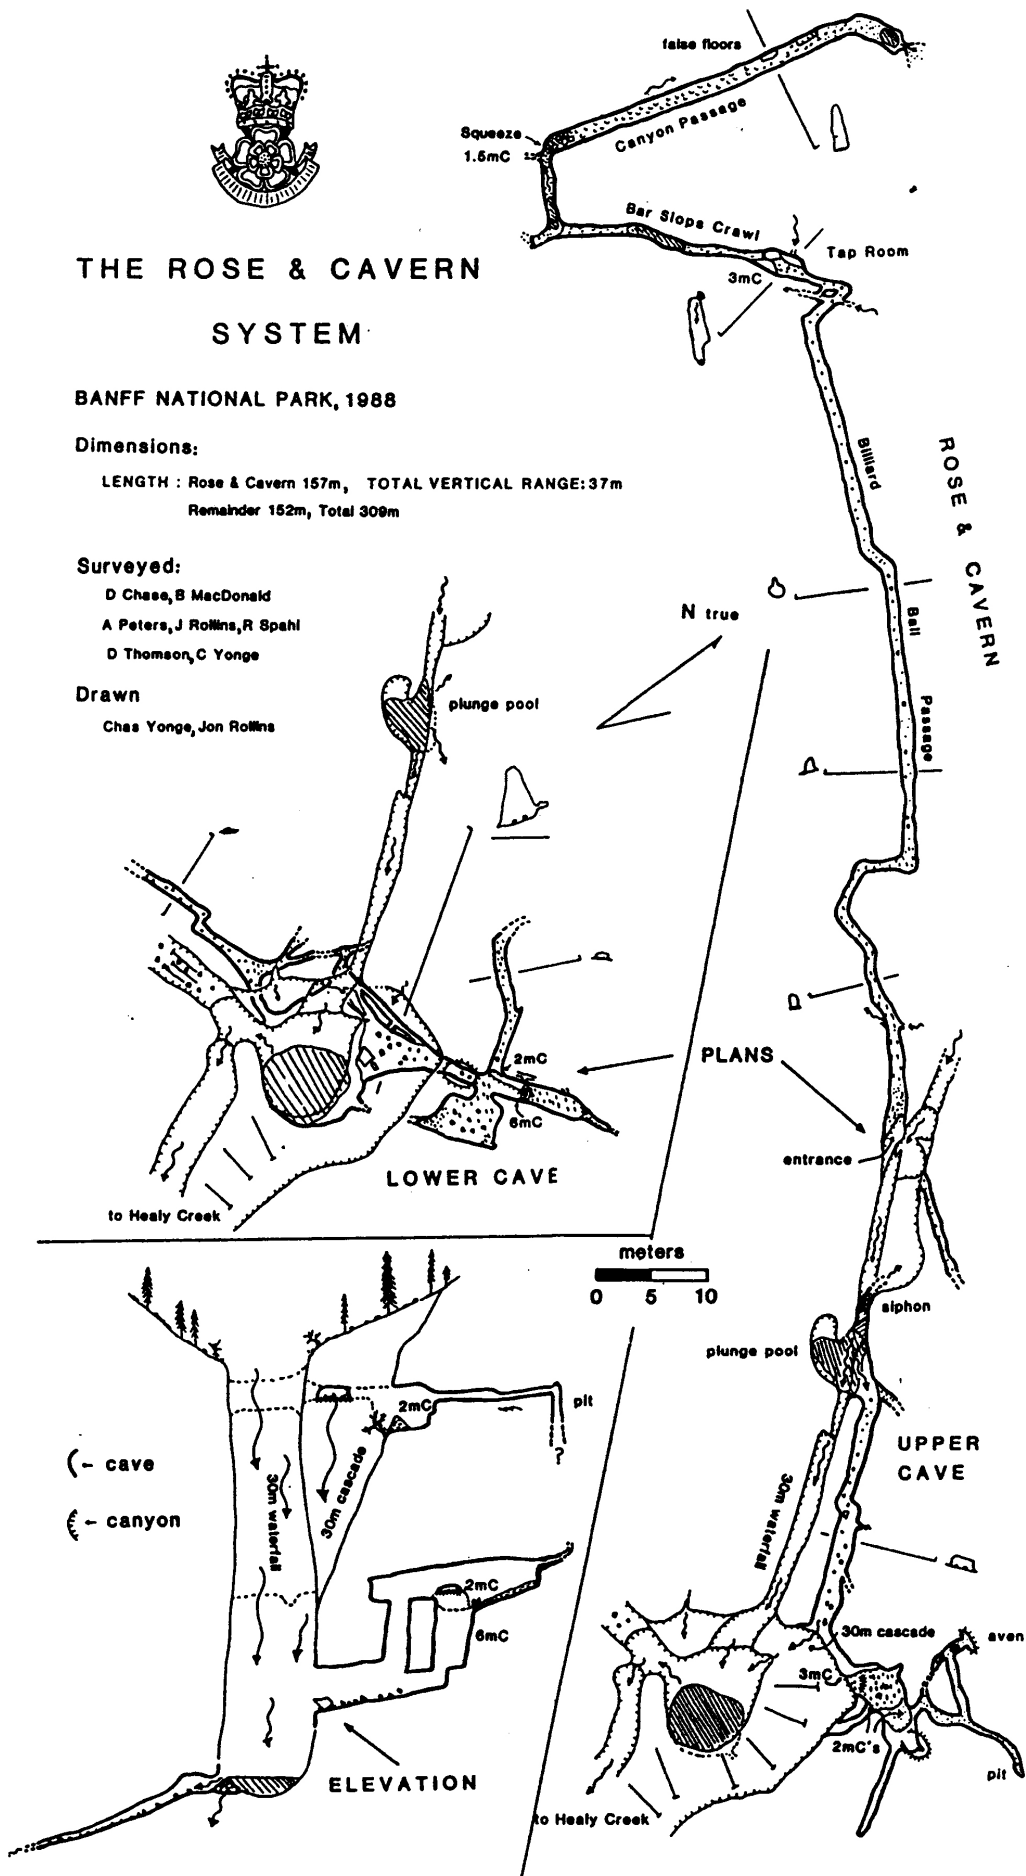 THE ROSE & CAVERN
SYSTEM
BANFF NATIONAL PARK, 1988
Dimensions:
LENGTH : Rose & Cavern 157m, TOTAL VERTICAL RANGE: 37m
Remainder 152m, Total 309m
Surveyed:
D Chase, B MacDonald
A Peters, J Rollins, R Spahl
D Thomson, C Yonge
Drawn
Chas Yonge, Jon Rollins
false floors
Canyon Passage
Squeeze
1.5mC
Bar Slops Crawl
Tap Room
3mC
Billiard
Ball
Passage
ROSE & CAVERN
N true
plunge pool
PLANS
2mC
6mC
LOWER CAVE
to Healy Creek
entrance
siphon
plunge pool
UPPER
CAVE
30m waterfall
30m cascade
3mC
aven
2mC's
pit
to Healy Creek
meters
0 5 10
pit
2mC
?
30m cascade
30m waterfall
cave
canyon
2mC
6mC
ELEVATION